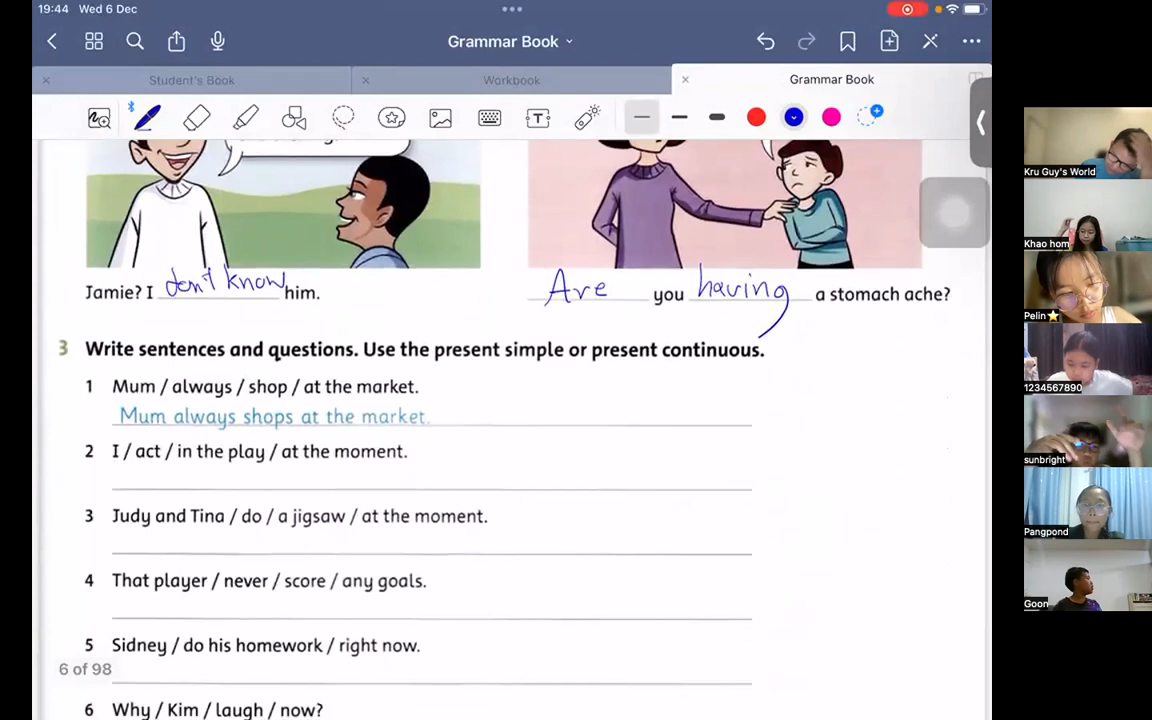 19:44 Wed 6 Dec
Grammar Book
Student's Book
Workbook
Grammar Book
Jamie? I don't know him.
Are you having a stomach ache?
3 Write sentences and questions. Use the present simple or present continuous.
1 Mum / always / shop / at the market.
Mum always shops at the market.
2 I / act / in the play / at the moment.
3 Judy and Tina / do / a jigsaw / at the moment.
4 That player / never / score / any goals.
5 Sidney / do his homework / right now.
6 of 98
6 Why / Kim / laugh / now?
Kru Guy's World
Khao hom
Pelin⭐
1234567890
sunbright
Pangpond
Goon